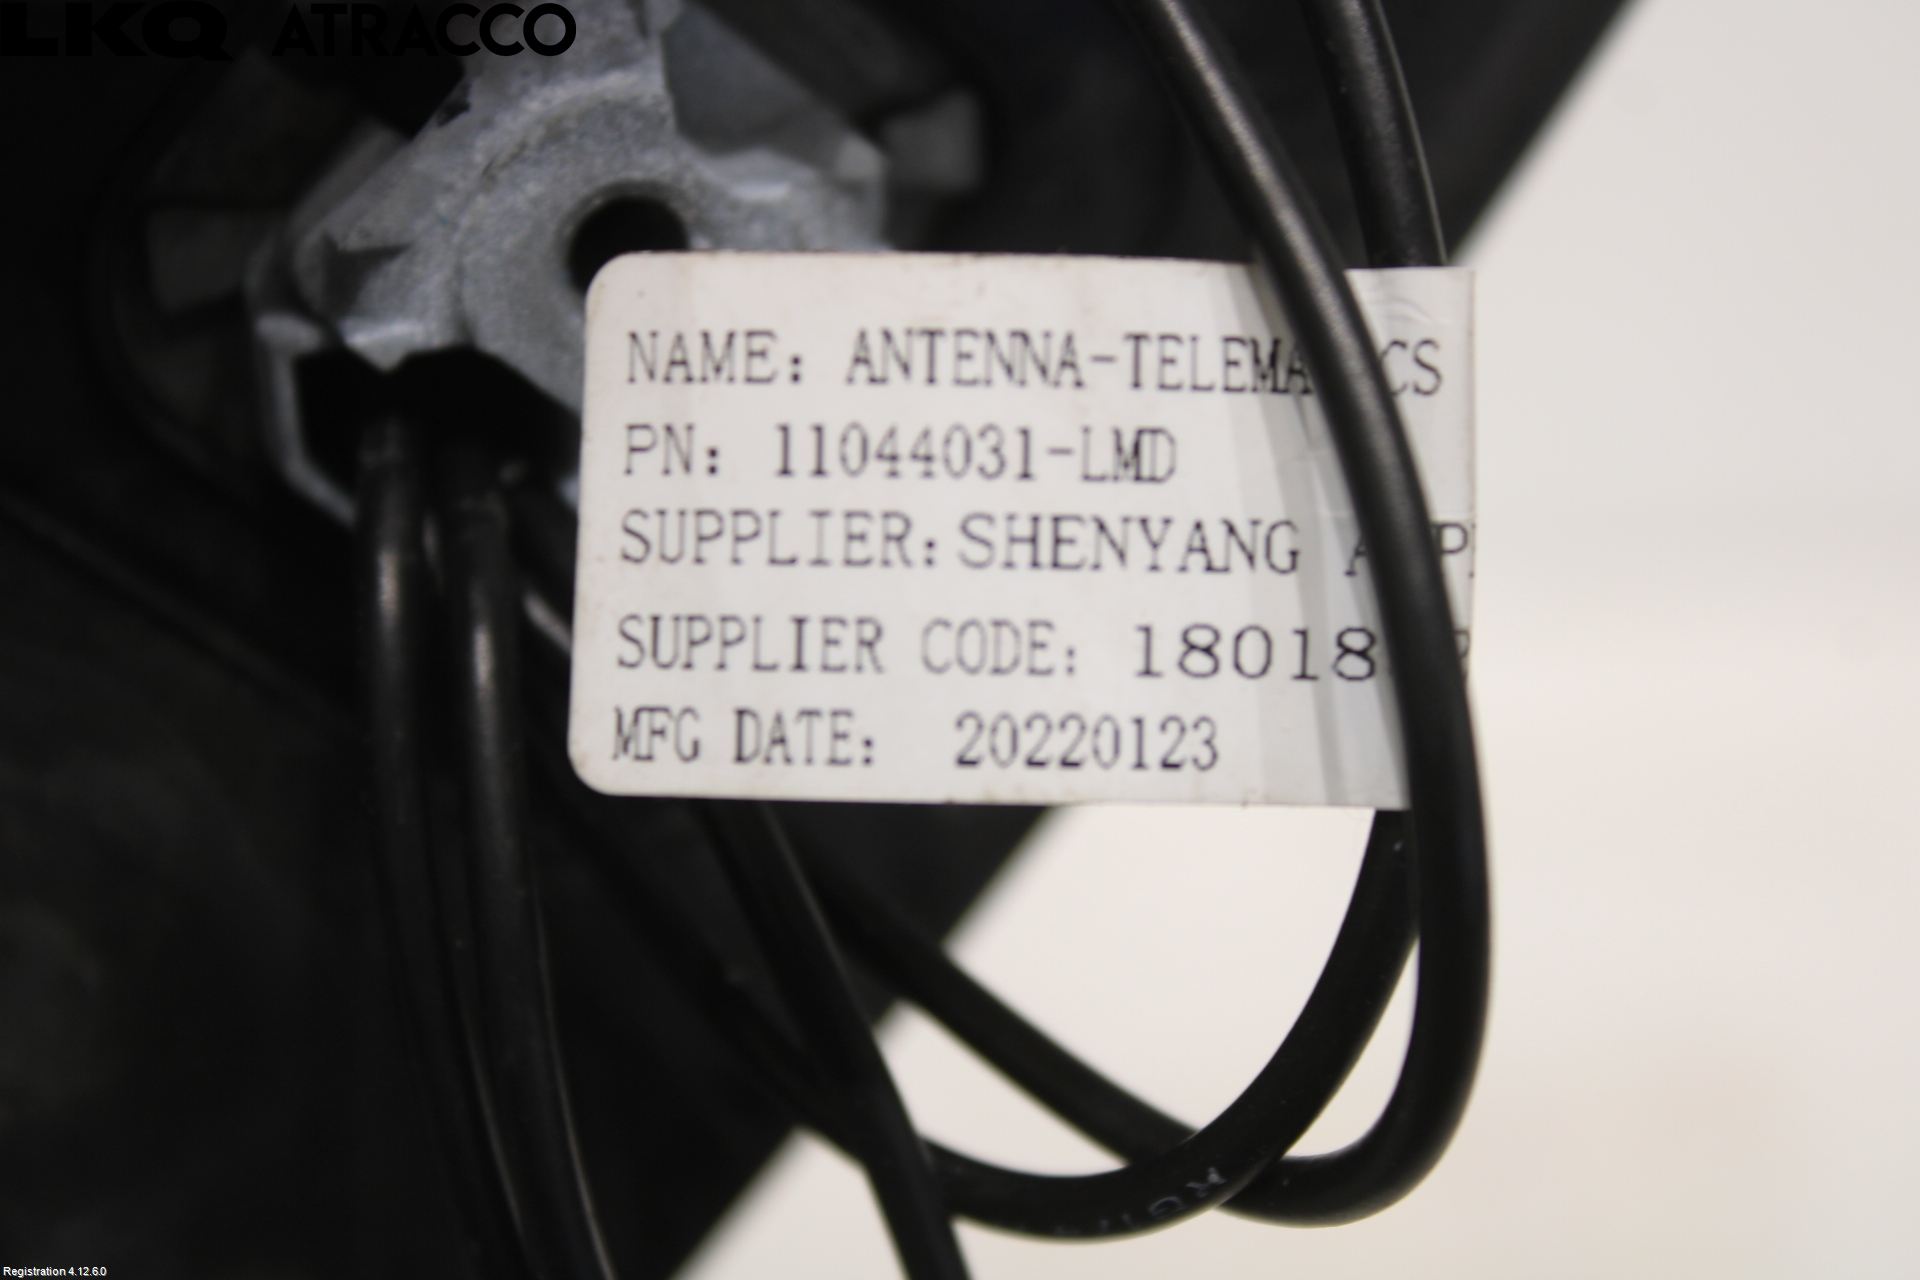 LKQ ATRACCO
NAME: ANTENNA-TELEMA CS
PN: 11044031-LMD
SUPPLIER: SHENYANG
SUPPLIER CODE: 18018
MFG DATE: 20220123
Registration 4.12.6.0